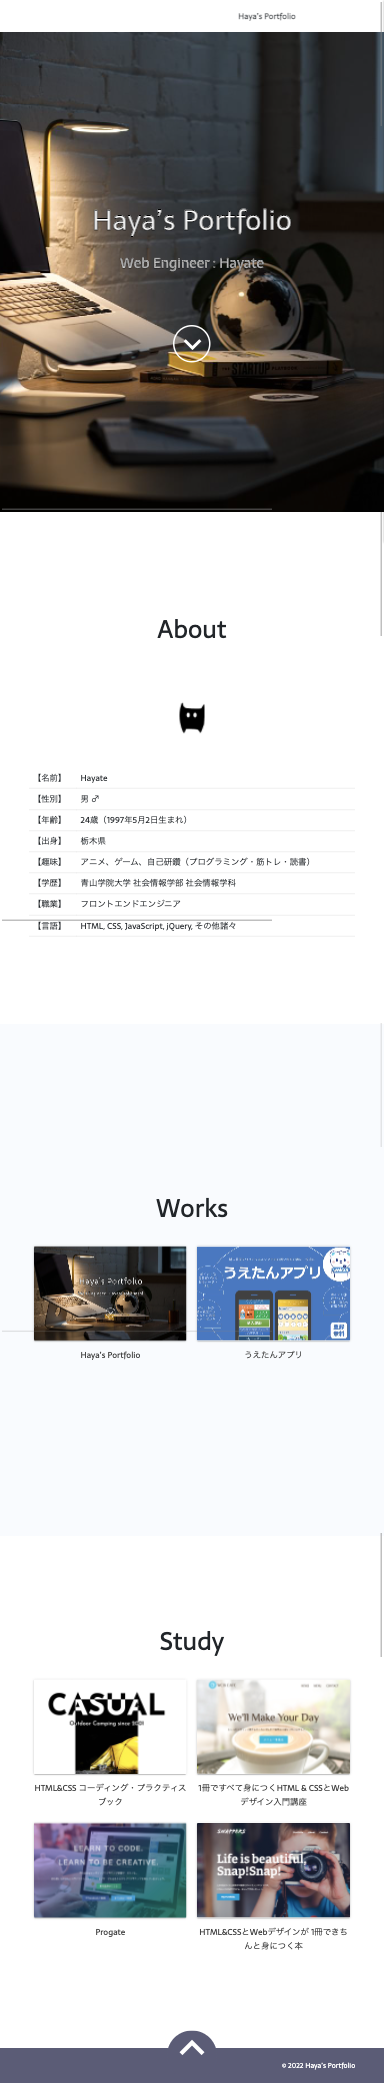 Haya's Portfolio
Haya's Portfolio
Web Engineer : Hayate
STARTUP
About
【名前】 Hayate
【性別】 男 ♂
【年齢】 24歳（1997年5月2日生まれ）
【出身】 栃木県
【趣味】 アニメ、ゲーム、自己研鑽（プログラミング・筋トレ・読書）
【学歴】 青山学院大学 社会情報学部 社会情報学科
【職業】 フロントエンドエンジニア
【言語】 HTML, CSS, JavaScript, jQuery, その他諸々
Works
Haya's Portfolio
うえたんアプリ
Haya's Portfolio
うえたんアプリ
Study
CASUAL
Outdoor Camping since 2021
We'll Make Your Day
HTML&CSS コーディング・プラクティス
ブック
1冊ですべて身につくHTML & CSSとWeb
デザイン入門講座
LEARN TO CODE.
LEARN TO BE CREATIVE.
SNAPPERS
Life is beautiful,
Snap!Snap!
Progate
HTML&CSSとWebデザインが 1冊できち
んと身につく本
© 2022 Haya's Portfolio